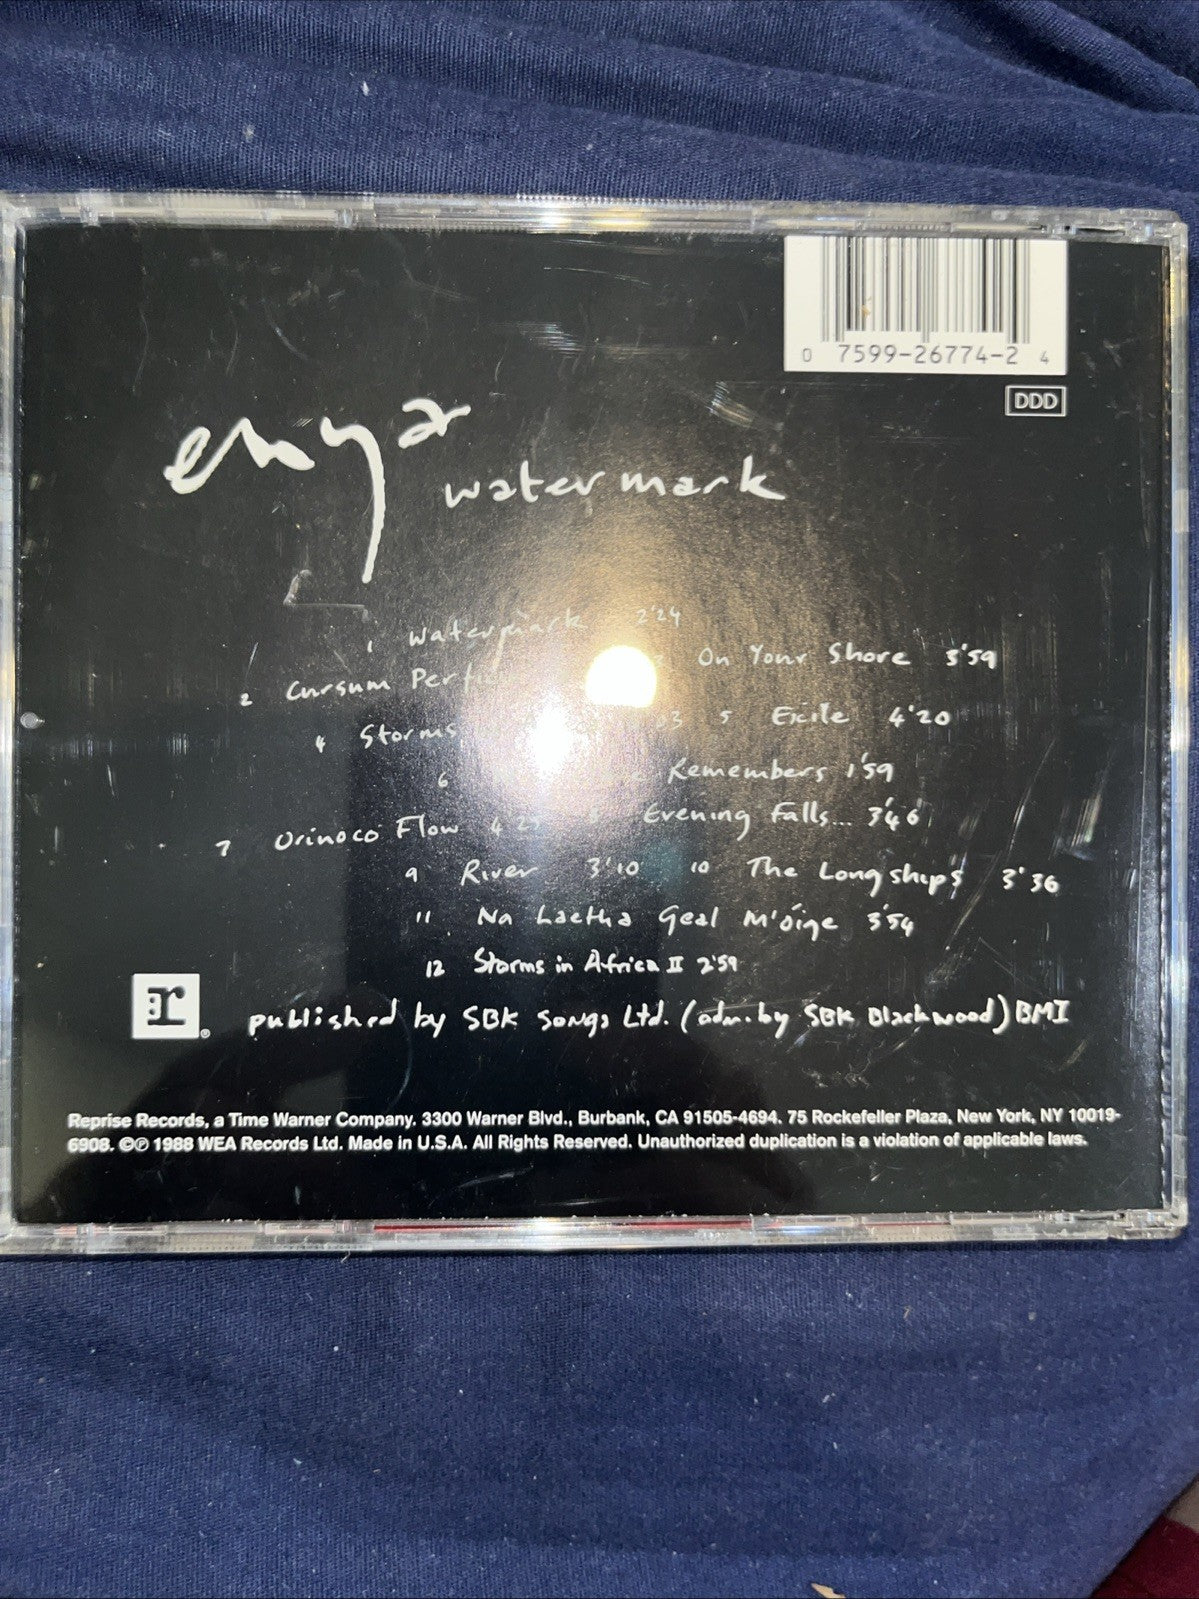 0 7599-26774-2 4
DDD
enya
watermark
1 Watermark 2'24
2 Cursum On Your Shore 3'59
4 Storms 5 Exile 4'20
6 Remembers 1'59
7 Orinoco Flow Evening Falls... 3'46
9 River 3'10 10 The Longships 3'36
11 Na Laetha Geal M'óige 3'54
12 Storms in Africa II 2'59
r ®
published by SBK Songs Ltd. (adm. by SBK Blackwood) BMI
Reprise Records, a Time Warner Company. 3300 Warner Blvd., Burbank, CA 91505-4694. 75 Rockefeller Plaza, New York, NY 10019-
6908. ©℗ 1988 WEA Records Ltd. Made in U.S.A. All Rights Reserved. Unauthorized duplication is a violation of applicable laws.